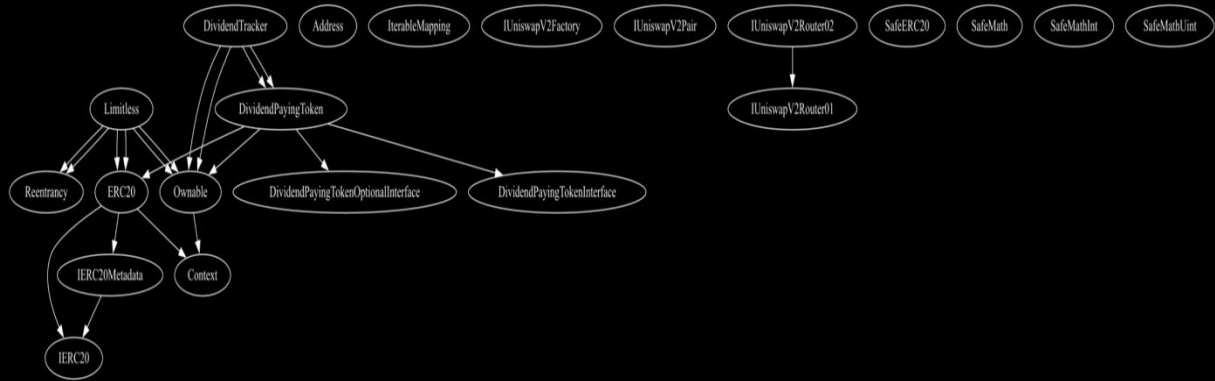 DividendTracker
Address
IterableMapping
IUniswapV2Factory
IUniswapV2Pair
IUniswapV2Router02
SafeERC20
SafeMath
SafeMathInt
SafeMathUint
Limitless
DividendPayingToken
IUniswapV2Router01
Reentrancy
ERC20
Ownable
DividendPayingTokenOptionalInterface
DividendPayingTokenInterface
IERC20Metadata
Context
IERC20